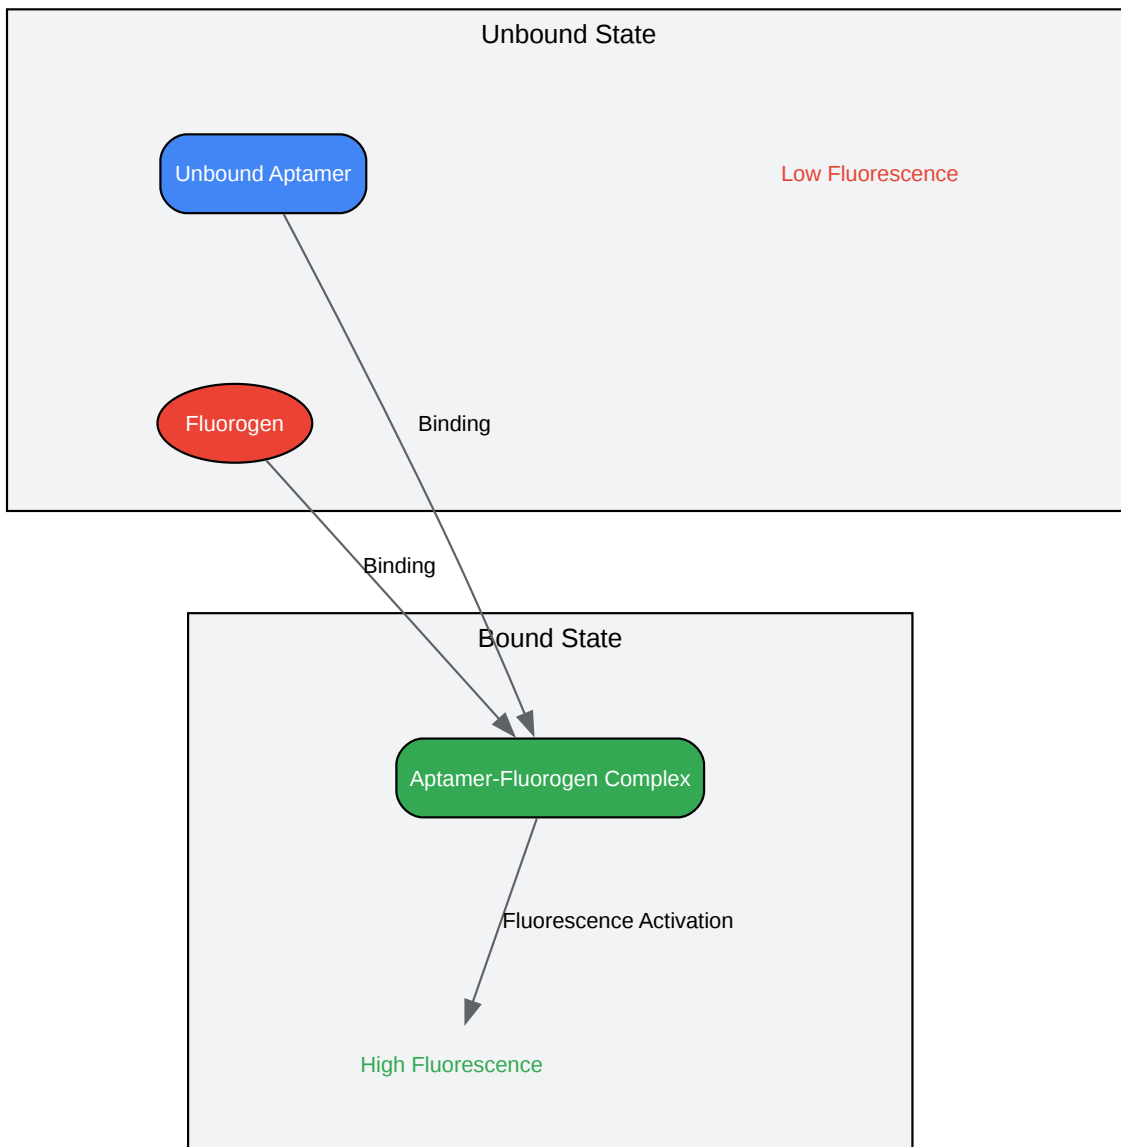 Unbound State
Unbound Aptamer
Low Fluorescence
Fluorogen
Binding
Binding
Bound State
Aptamer-Fluorogen Complex
Fluorescence Activation
High Fluorescence